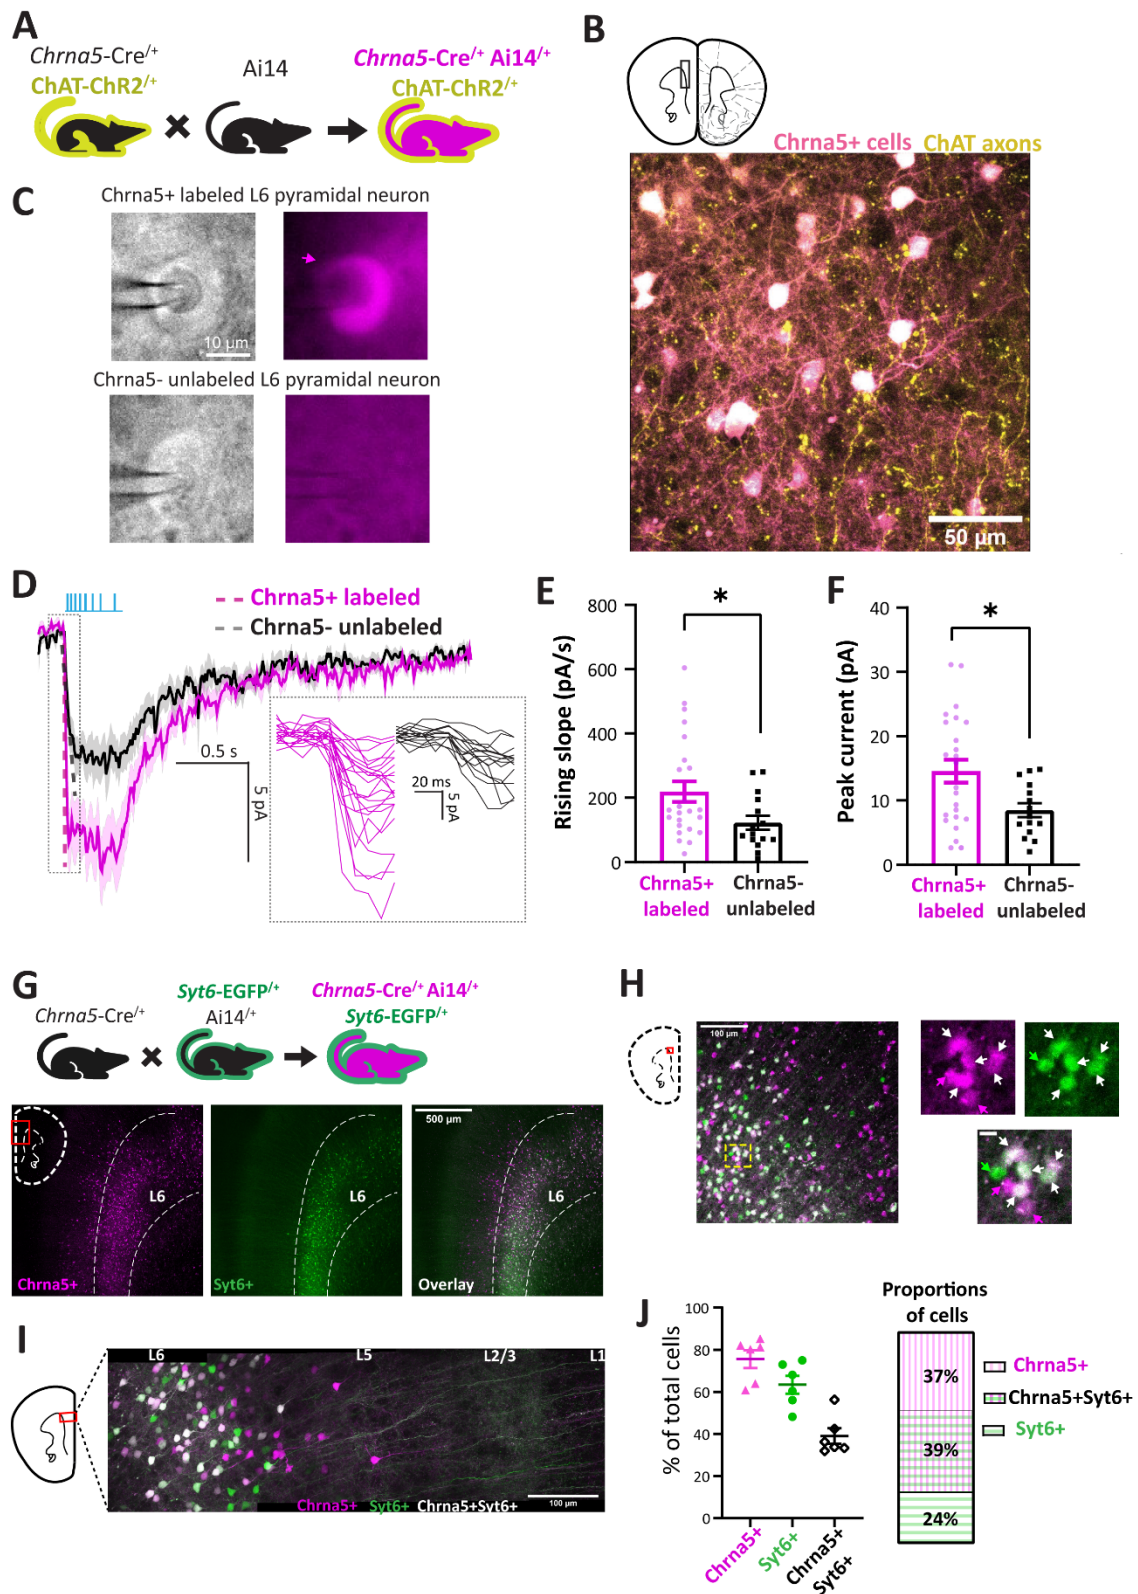 A
Chrna5-Cre/+
ChAT-ChR2/+
Ai14
Chrna5-Cre/+ Ai14/+
ChAT-ChR2/+
B
Chrna5+ cells ChAT axons
50 µm
C
Chrna5+ labeled L6 pyramidal neuron
10 µm
Chrna5- unlabeled L6 pyramidal neuron
D
Chrna5+ labeled
Chrna5- unlabeled
0.5 s
5 pA
20 ms
5 pA
E
*
Rising slope (pA/s)
800
600
400
200
0
Chrna5+
labeled
Chrna5-
unlabeled
F
*
Peak current (pA)
40
30
20
10
0
Chrna5+
labeled
Chrna5-
unlabeled
G
Chrna5-Cre/+
Syt6-EGFP/+
Ai14/+
Chrna5-Cre/+ Ai14/+
Syt6-EGFP/+
L6
Chrna5+
L6
Syt6+
500 µm
L6
Overlay
H
100 µm
I
L6 L5 L2/3 L1
Chrna5+ Syt6+ Chrna5+Syt6+
100 µm
J
% of total cells
100
80
60
40
20
0
Chrna5+
Syt6+
Chrna5+
Syt6+
Proportions
of cells
37%
39%
24%
Chrna5+
Chrna5+Syt6+
Syt6+